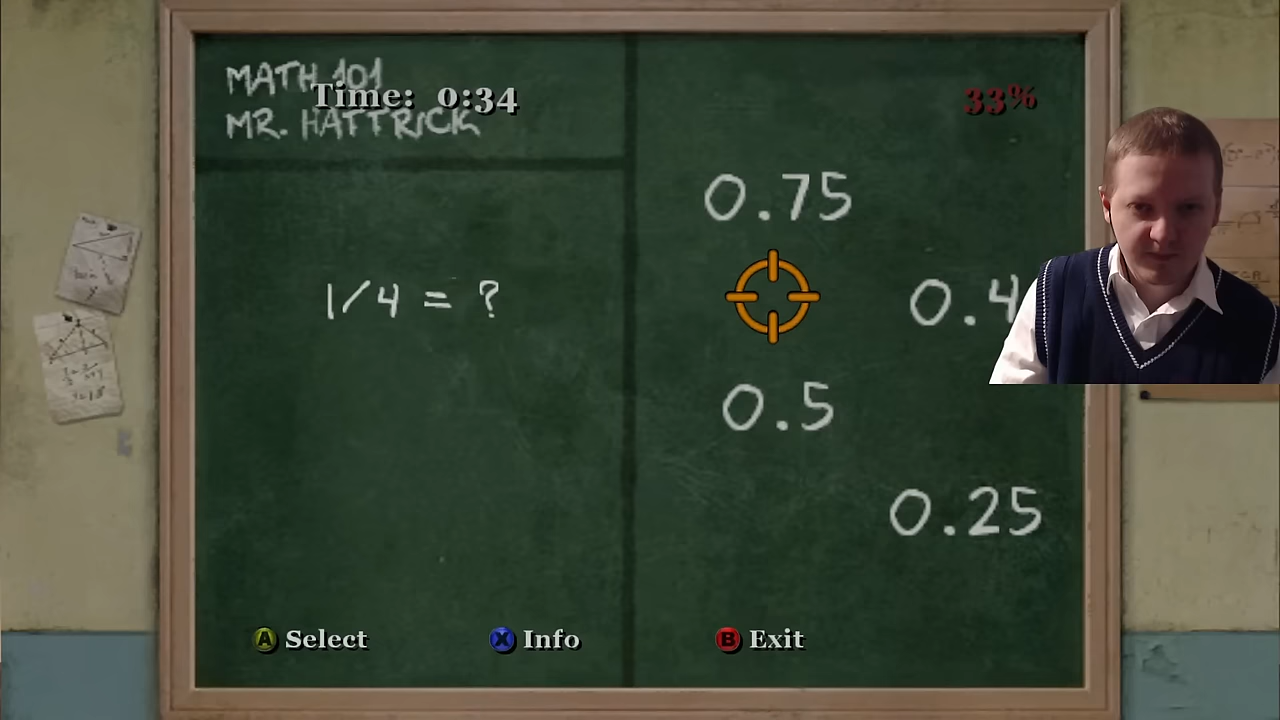 MATH 101
Time: 0:34
33%
MR. HATTRICK
0.75
1/4 = ?
0.4
0.5
0.25
A Select
X Info
B Exit